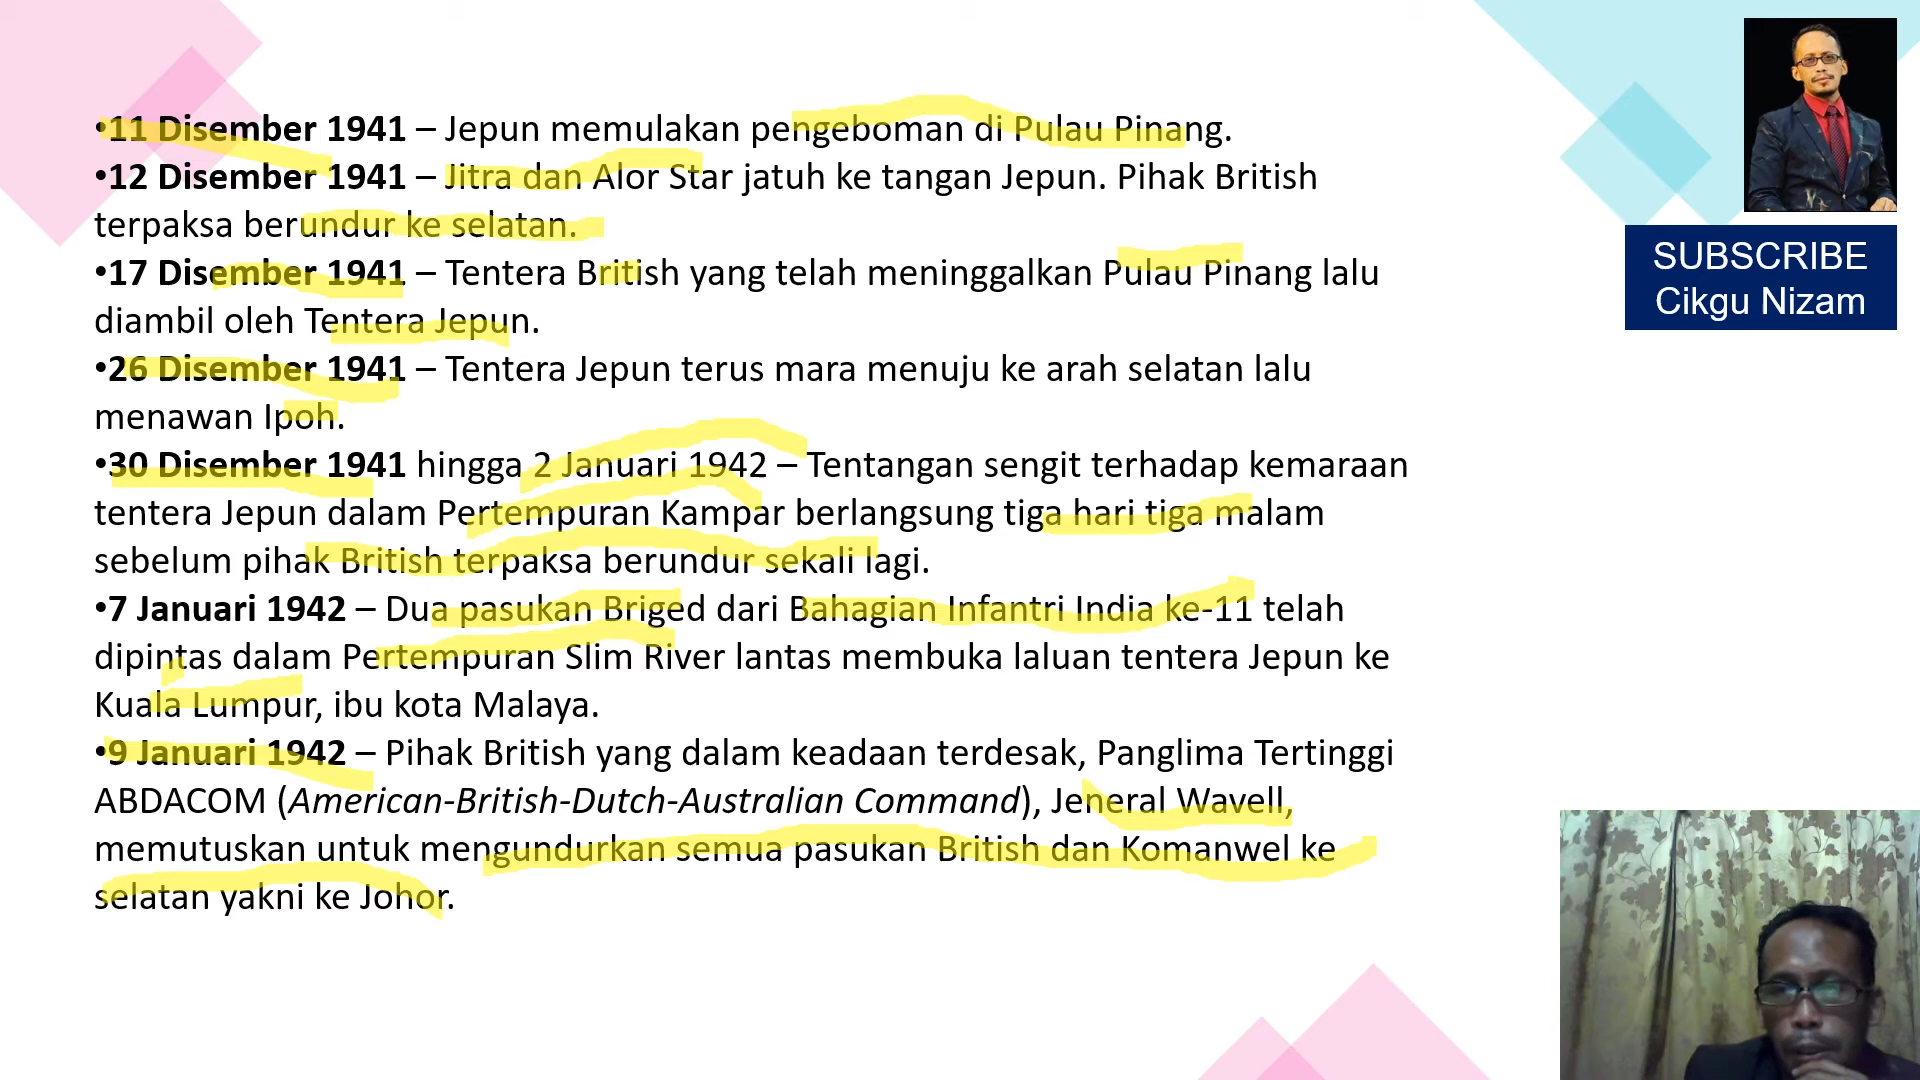 •11 Disember 1941 – Jepun memulakan pengeboman di Pulau Pinang.
•12 Disember 1941 – Jitra dan Alor Star jatuh ke tangan Jepun. Pihak British
terpaksa berundur ke selatan.
•17 Disember 1941 – Tentera British yang telah meninggalkan Pulau Pinang lalu
diambil oleh Tentera Jepun.
•26 Disember 1941 – Tentera Jepun terus mara menuju ke arah selatan lalu
menawan Ipoh.
•30 Disember 1941 hingga 2 Januari 1942 – Tentangan sengit terhadap kemaraan
tentera Jepun dalam Pertempuran Kampar berlangsung tiga hari tiga malam
sebelum pihak British terpaksa berundur sekali lagi.
•7 Januari 1942 – Dua pasukan Briged dari Bahagian Infantri India ke-11 telah
dipintas dalam Pertempuran Slim River lantas membuka laluan tentera Jepun ke
Kuala Lumpur, ibu kota Malaya.
•9 Januari 1942 – Pihak British yang dalam keadaan terdesak, Panglima Tertinggi
ABDACOM (American-British-Dutch-Australian Command), Jeneral Wavell,
memutuskan untuk mengundurkan semua pasukan British dan Komanwel ke
selatan yakni ke Johor.
SUBSCRIBE
Cikgu Nizam